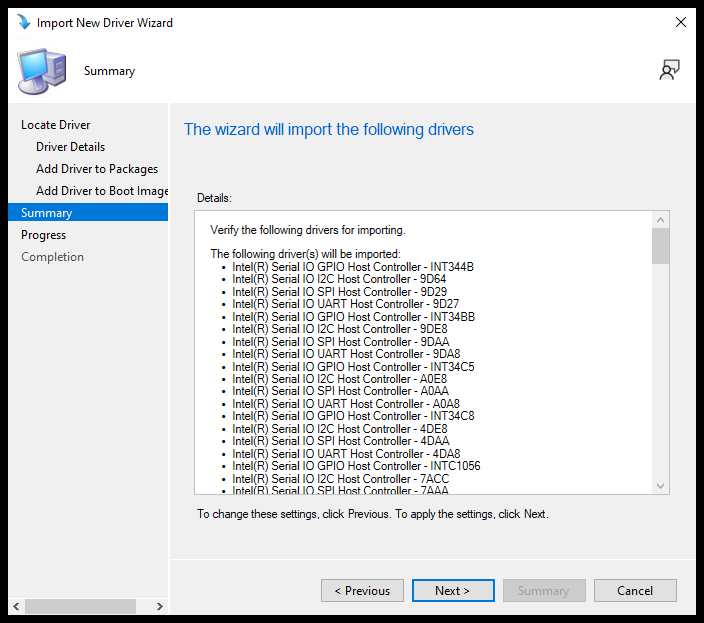 Import New Driver Wizard
Summary
Locate Driver
Driver Details
Add Driver to Packages
Add Driver to Boot Image
Summary
Progress
Completion
The wizard will import the following drivers
Details:
Verify the following drivers for importing.
The following driver(s) will be imported:
• Intel(R) Serial IO GPIO Host Controller - INT344B
• Intel(R) Serial IO I2C Host Controller - 9D64
• Intel(R) Serial IO SPI Host Controller - 9D29
• Intel(R) Serial IO UART Host Controller - 9D27
• Intel(R) Serial IO GPIO Host Controller - INT34BB
• Intel(R) Serial IO I2C Host Controller - 9DE8
• Intel(R) Serial IO SPI Host Controller - 9DAA
• Intel(R) Serial IO UART Host Controller - 9DA8
• Intel(R) Serial IO GPIO Host Controller - INT34C5
• Intel(R) Serial IO I2C Host Controller - A0E8
• Intel(R) Serial IO SPI Host Controller - A0AA
• Intel(R) Serial IO UART Host Controller - A0A8
• Intel(R) Serial IO GPIO Host Controller - INT34C8
• Intel(R) Serial IO I2C Host Controller - 4DE8
• Intel(R) Serial IO SPI Host Controller - 4DAA
• Intel(R) Serial IO UART Host Controller - 4DA8
• Intel(R) Serial IO GPIO Host Controller - INTC1056
• Intel(R) Serial IO I2C Host Controller - 7ACC
• Intel(R) Serial IO SPI Host Controller - 7AAA
To change these settings, click Previous. To apply the settings, click Next.
< Previous
Next >
Summary
Cancel